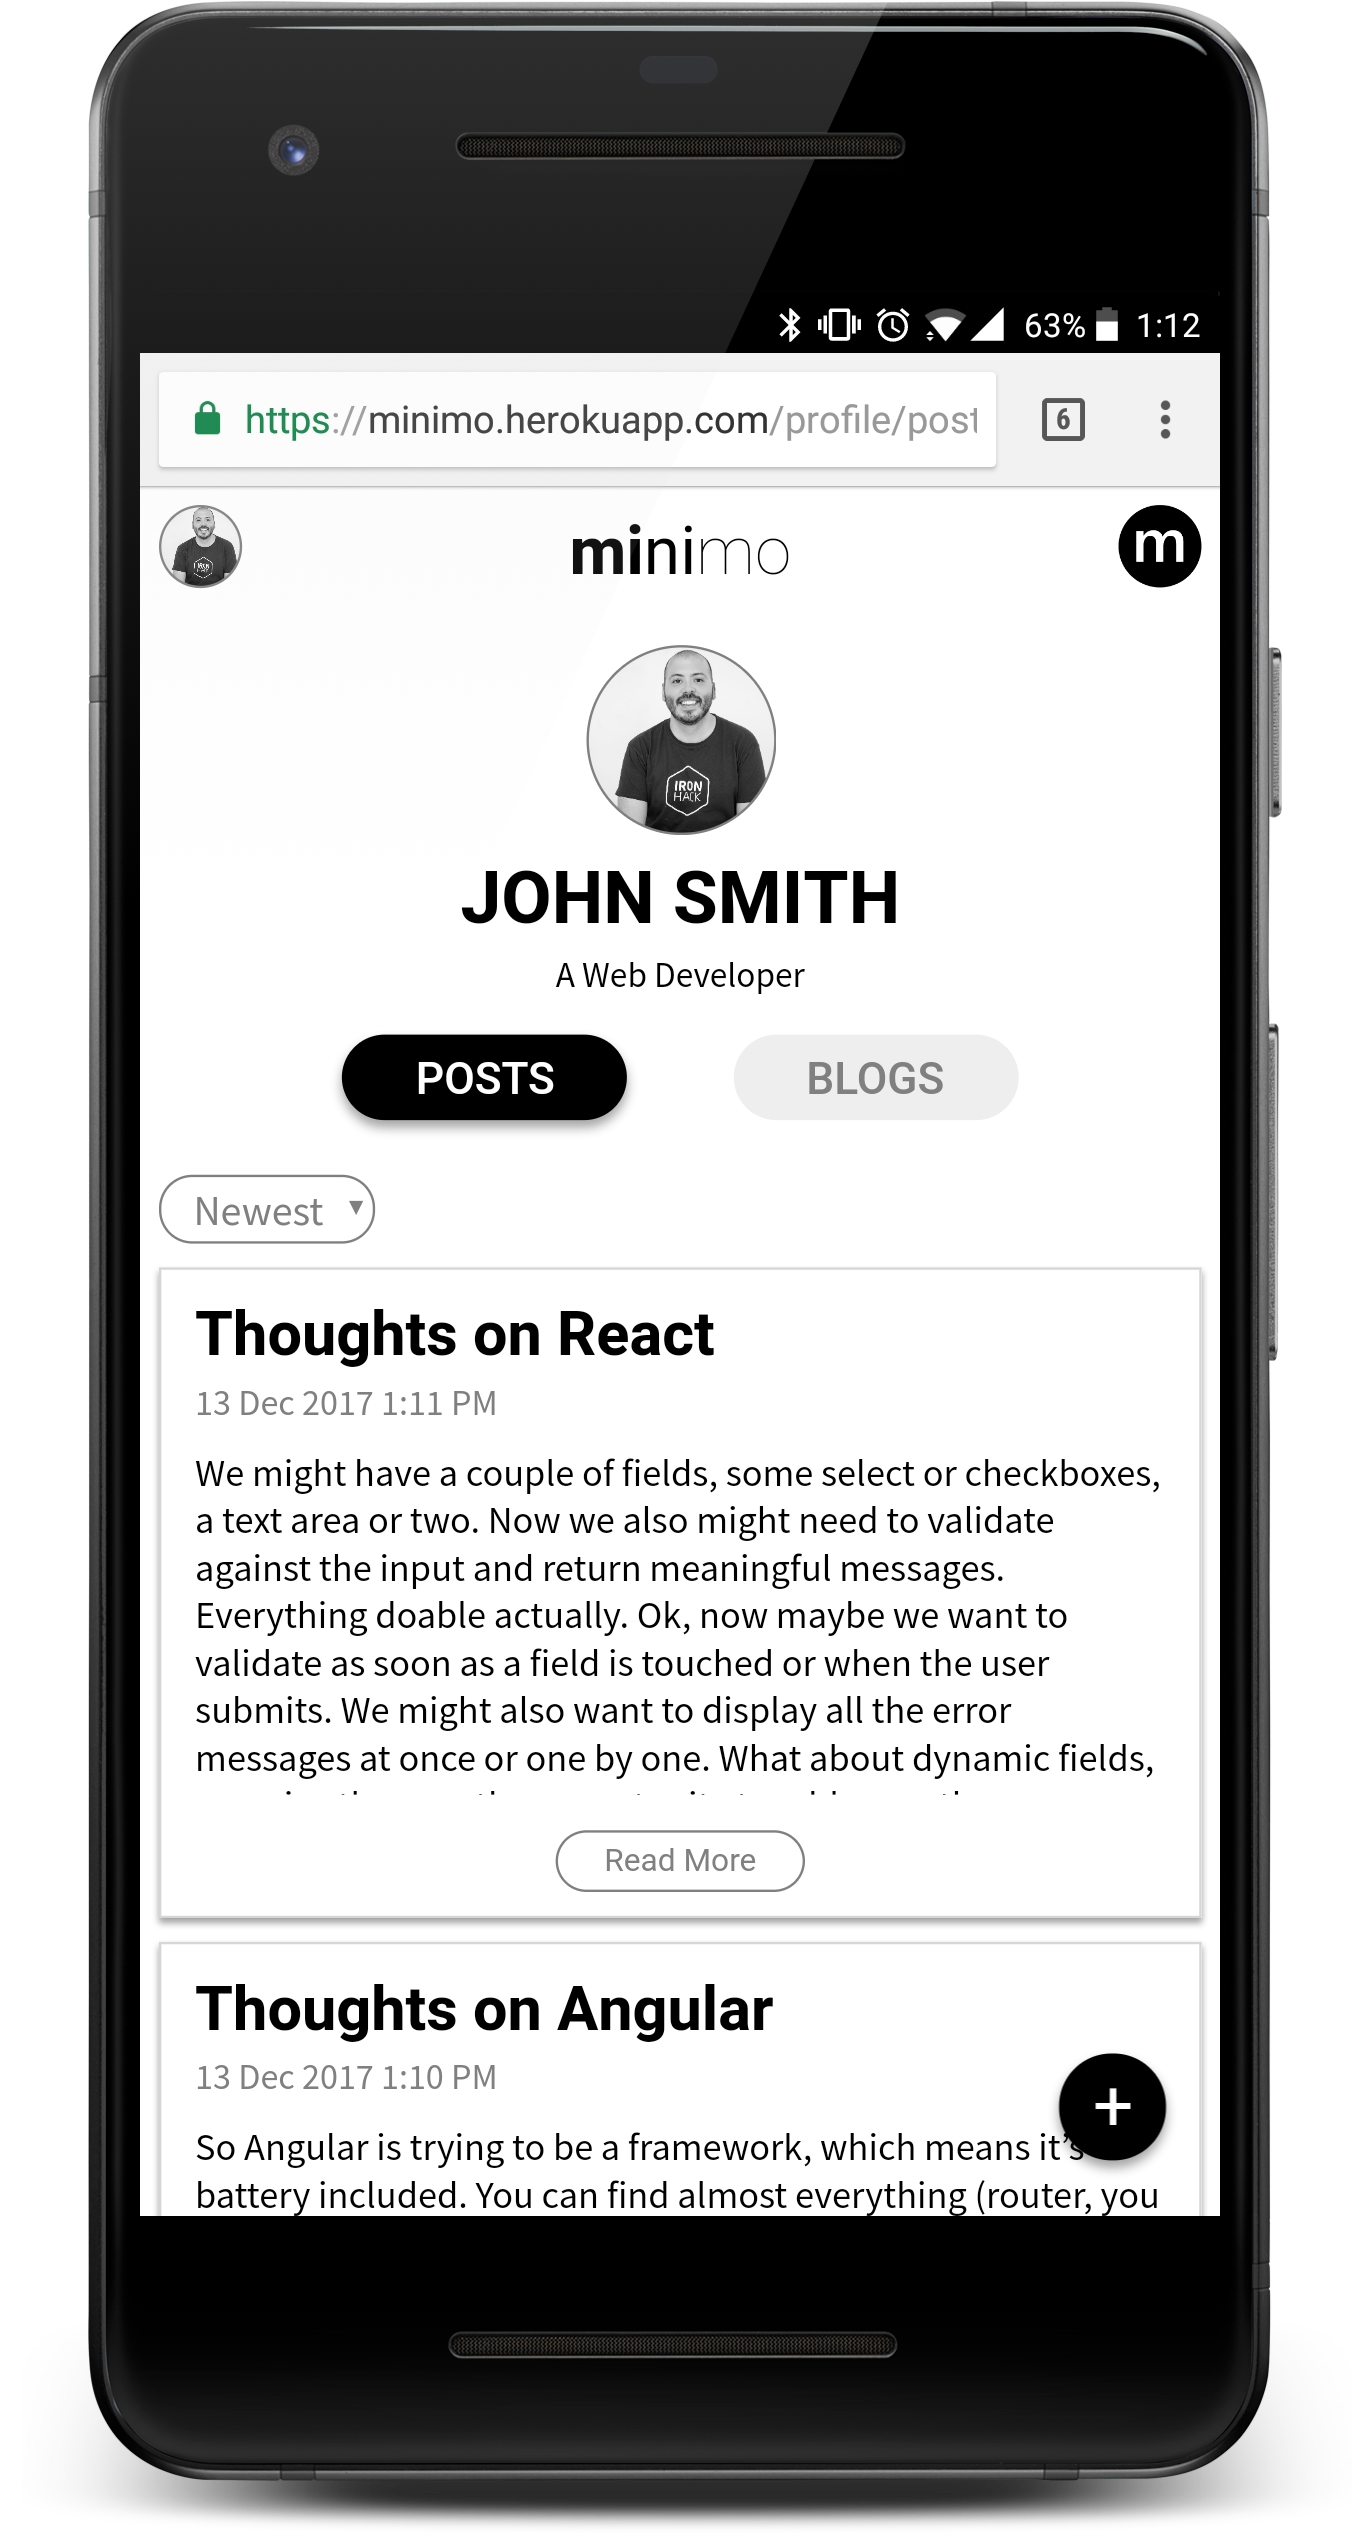 63% 1:12
https://minimo.herokuapp.com/profile/post
6
minimo
m
IRON
HACK
JOHN SMITH
A Web Developer
POSTS BLOGS
Newest ▼
Thoughts on React
13 Dec 2017 1:11 PM
We might have a couple of fields, some select or checkboxes,
a text area or two. Now we also might need to validate
against the input and return meaningful messages.
Everything doable actually. Ok, now maybe we want to
validate as soon as a field is touched or when the user
submits. We might also want to display all the error
messages at once or one by one. What about dynamic fields,
Read More
Thoughts on Angular
13 Dec 2017 1:10 PM
+
So Angular is trying to be a framework, which means it’s
battery included. You can find almost everything (router, you